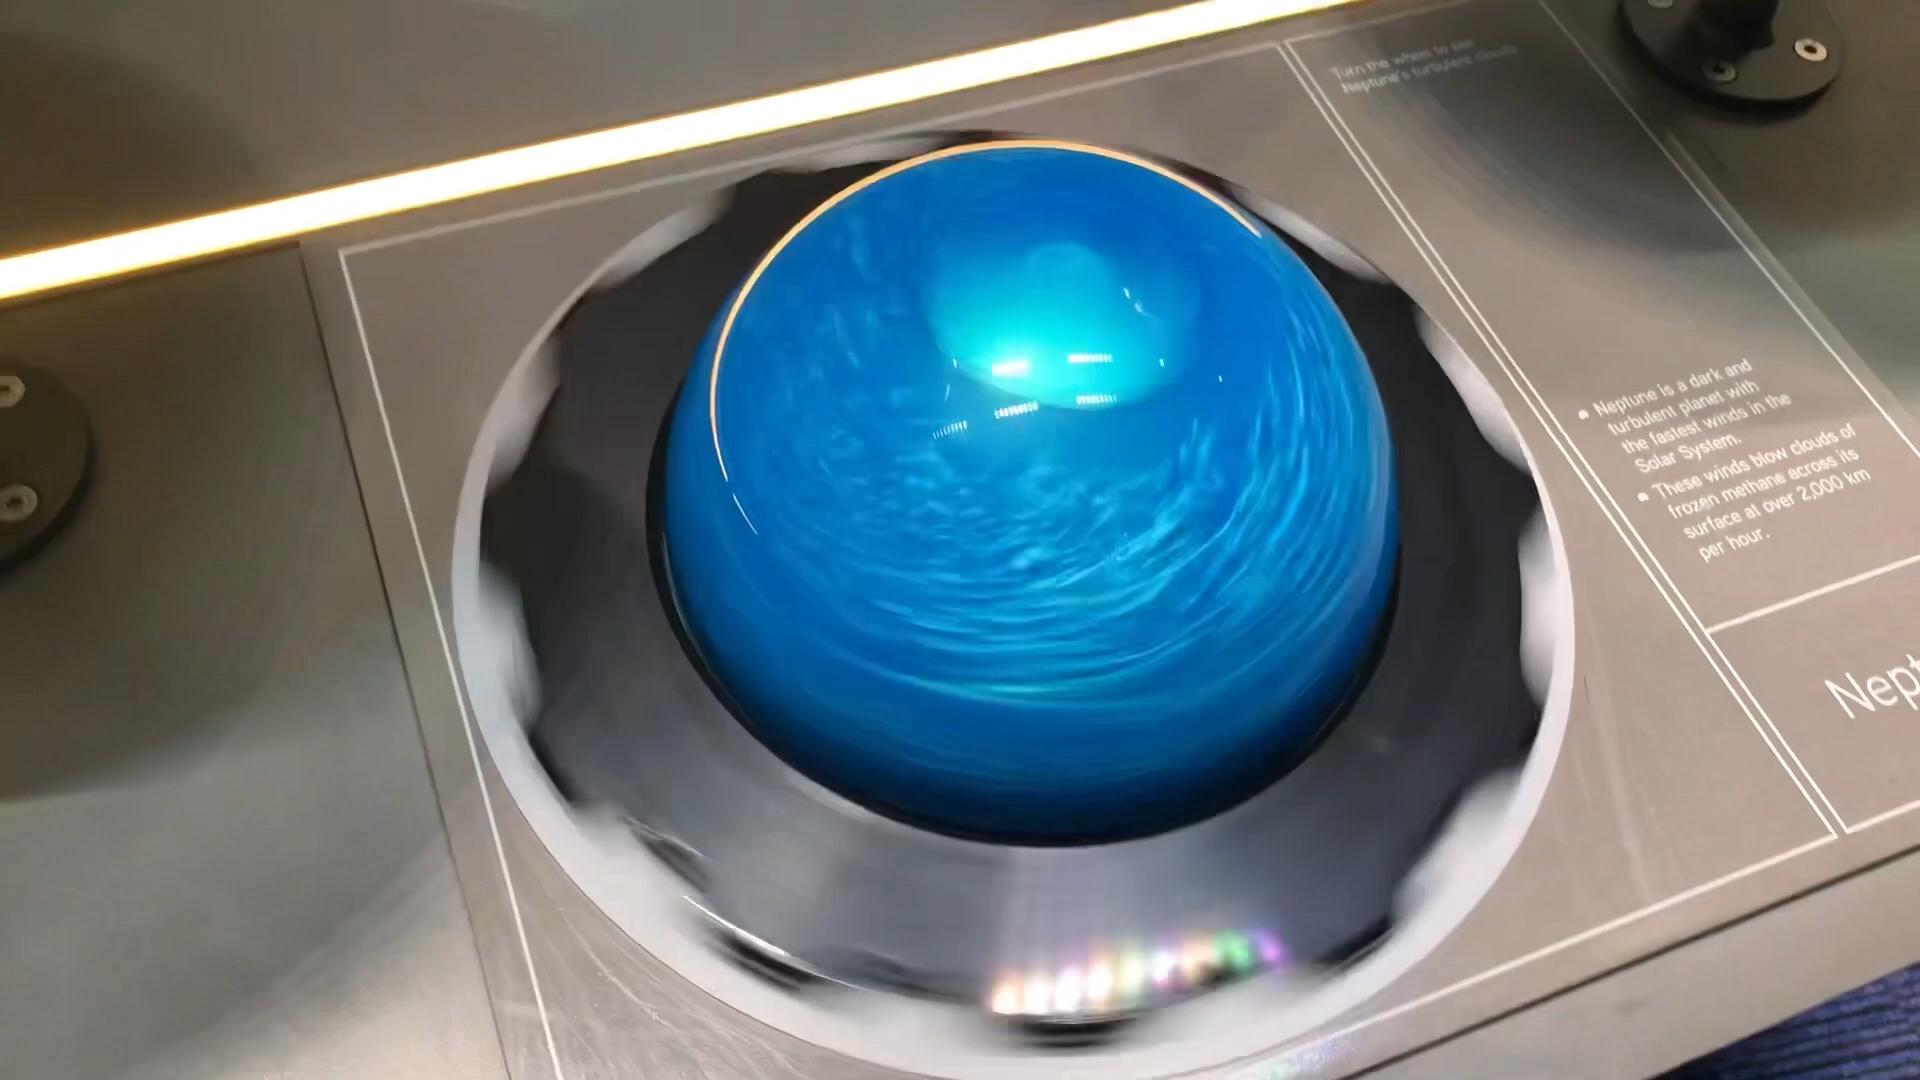 Turn the wheel to see
Neptune's turbulent clouds
• Neptune is a dark and
turbulent planet with
the fastest winds in the
Solar System.
• These winds blow clouds of
frozen methane across its
surface at over 2,000 km
per hour.
Nept